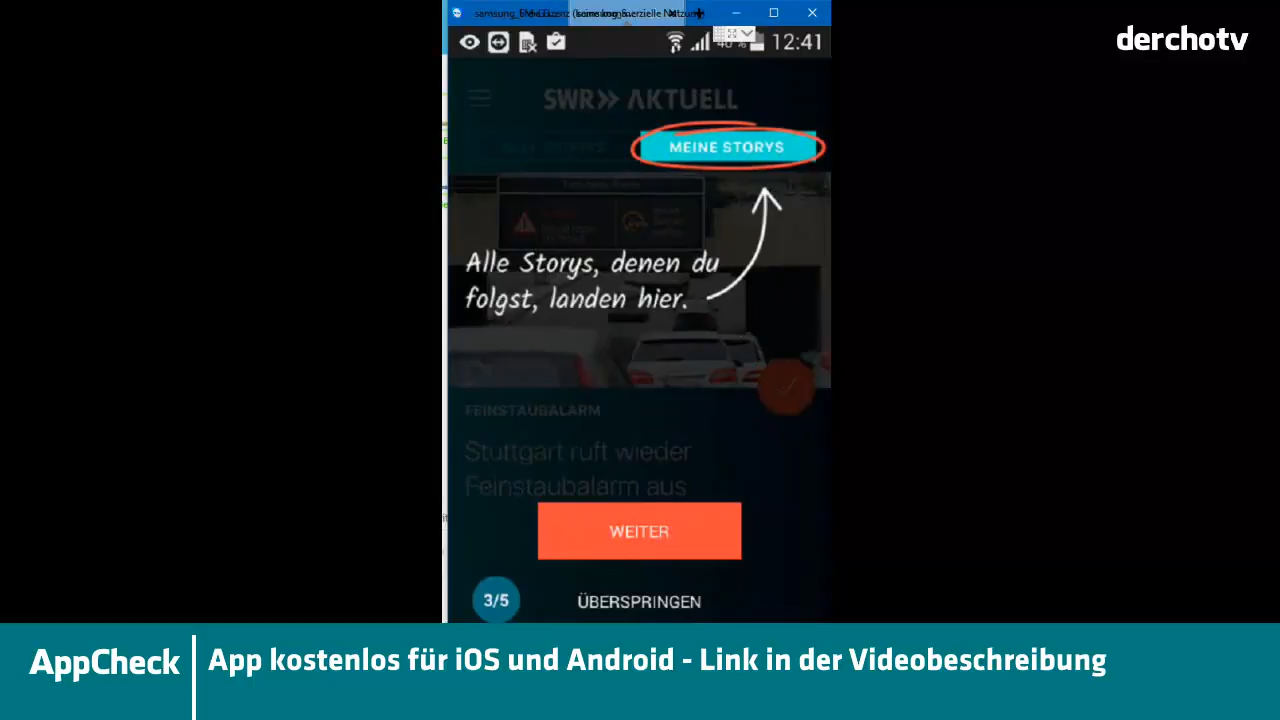 derchotv
12:41
SWR>> AKTUELL
MEINE STORYS
Alle Storys, denen du
folgst, landen hier.
FEINSTAUBALARM
Stuttgart ruft wieder
Feinstaubalarm aus
WEITER
3/5
ÜBERSPRINGEN
AppCheck
App kostenlos für iOS und Android - Link in der Videobeschreibung